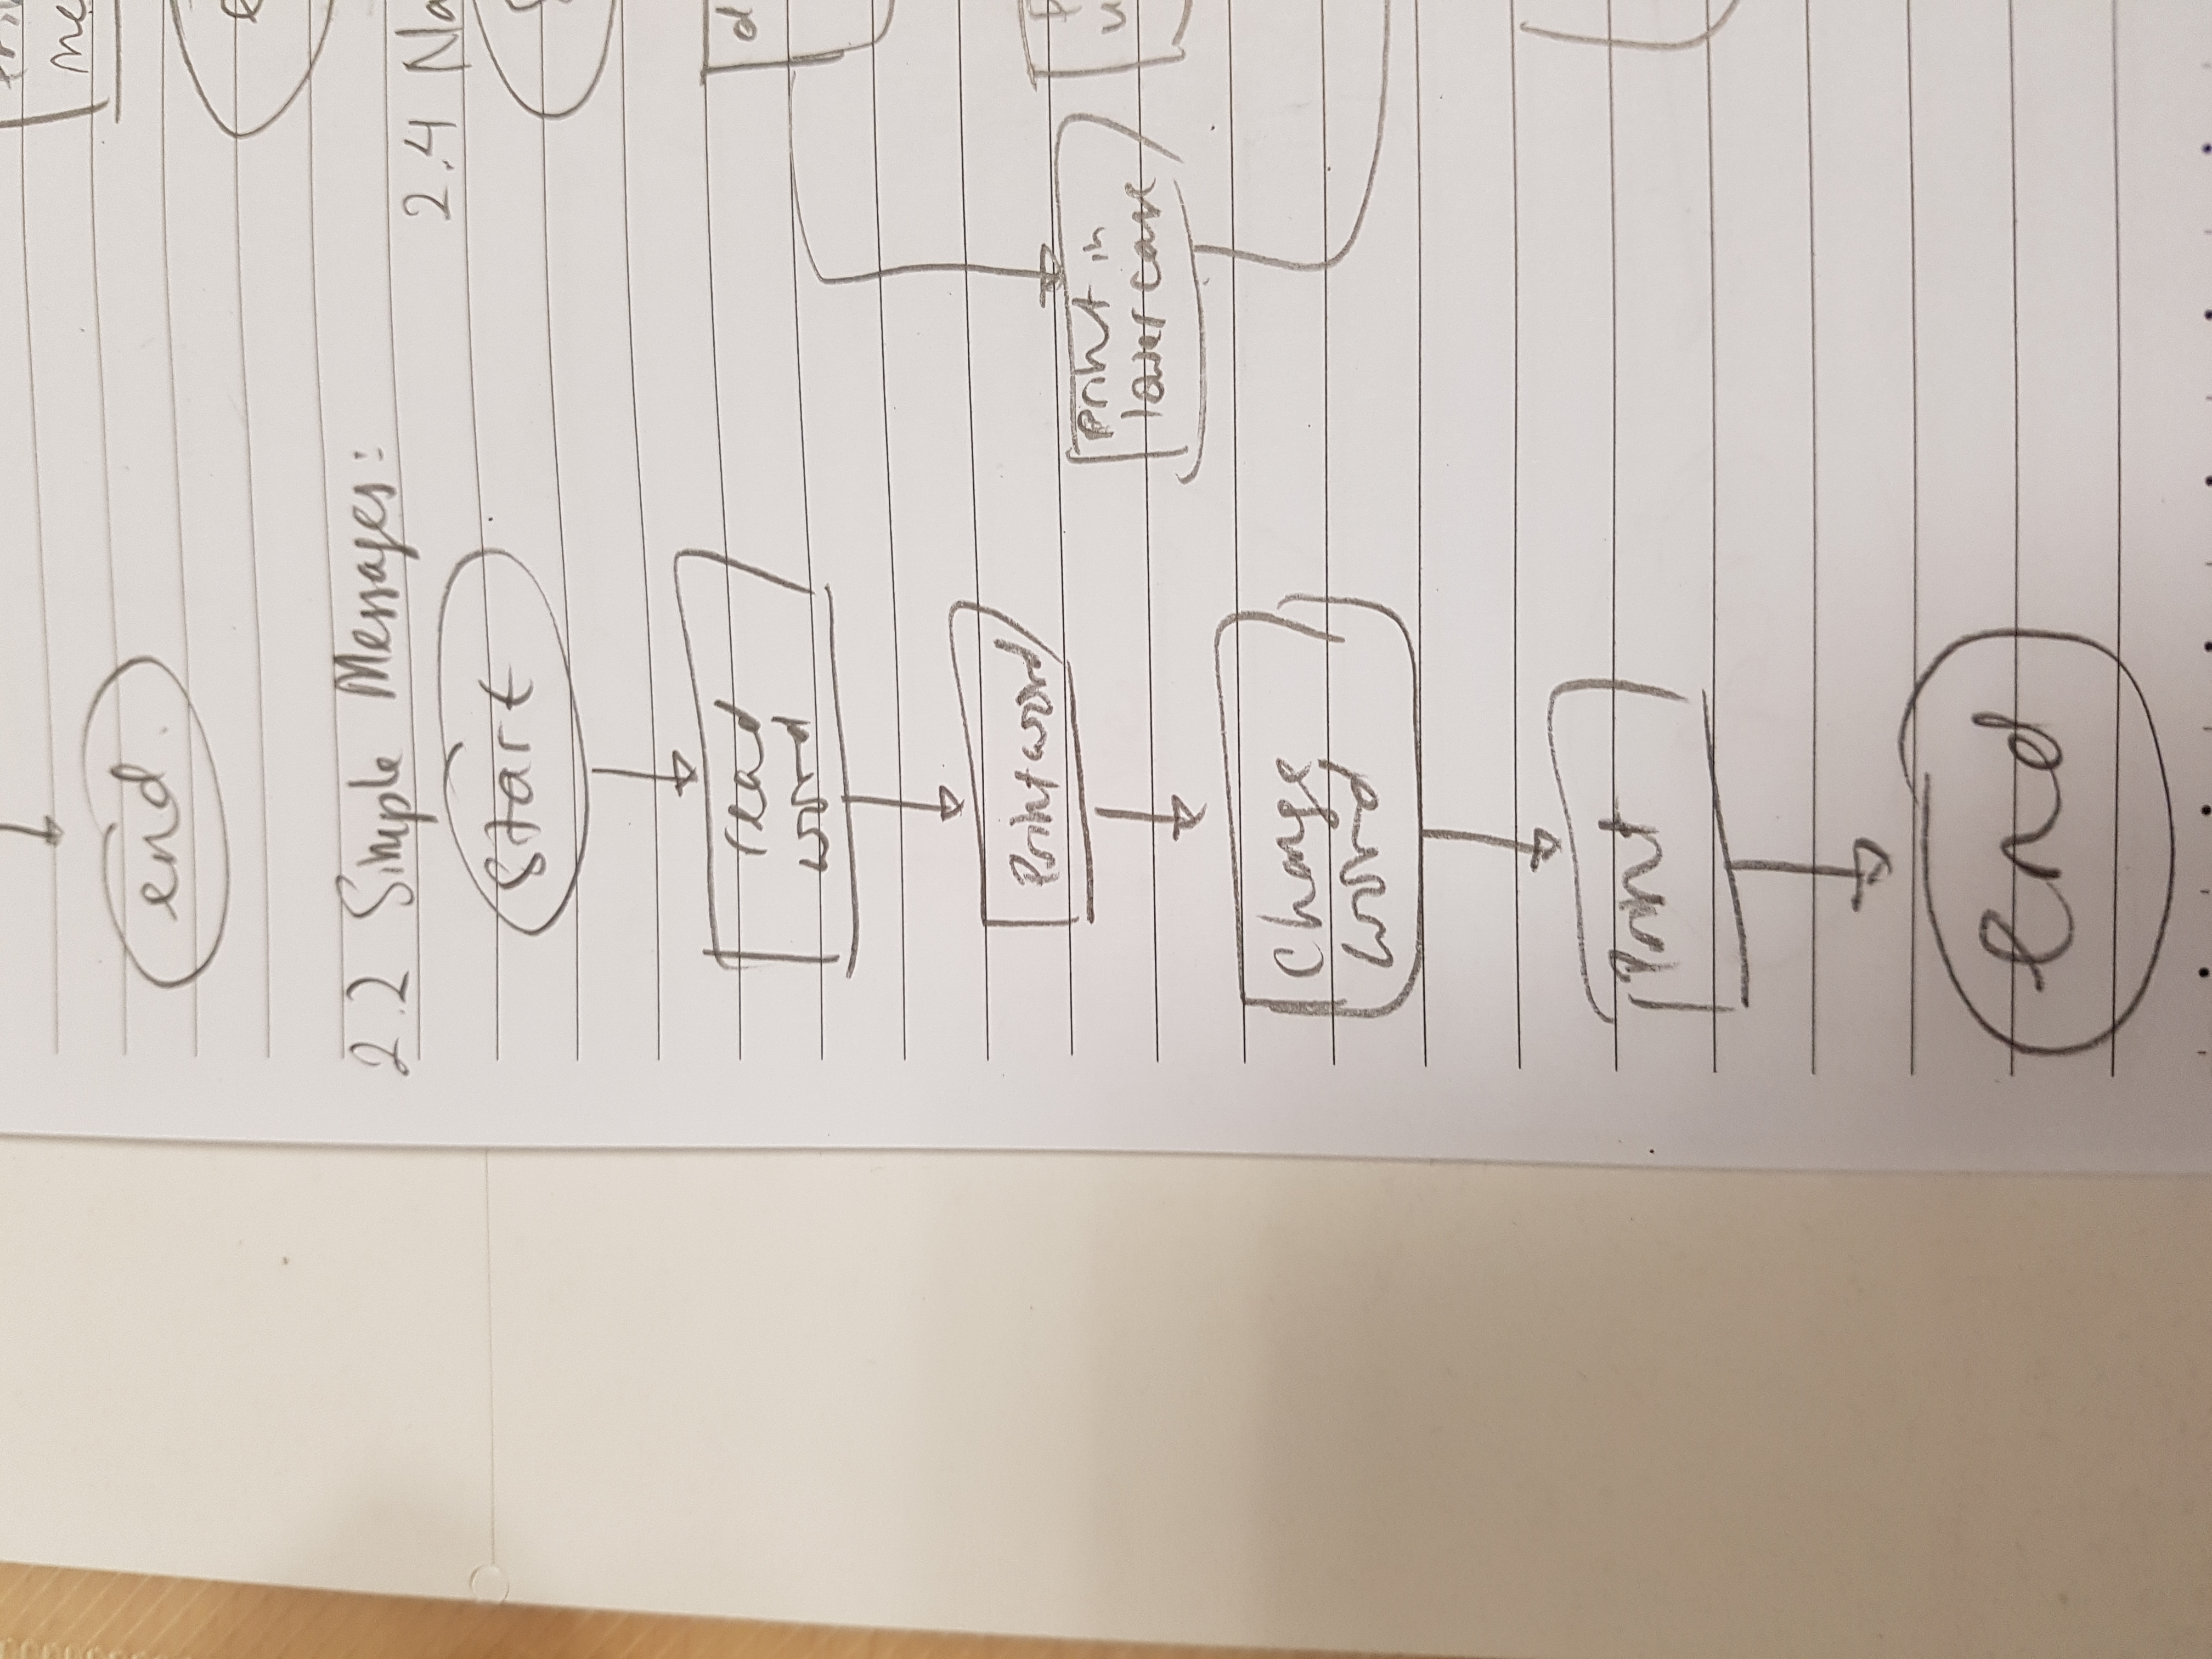 end.
2.2 Simple Messages:
start
read
word
Print word
Change
word
Print
end
me
2.4 Na
d
print in
lower case